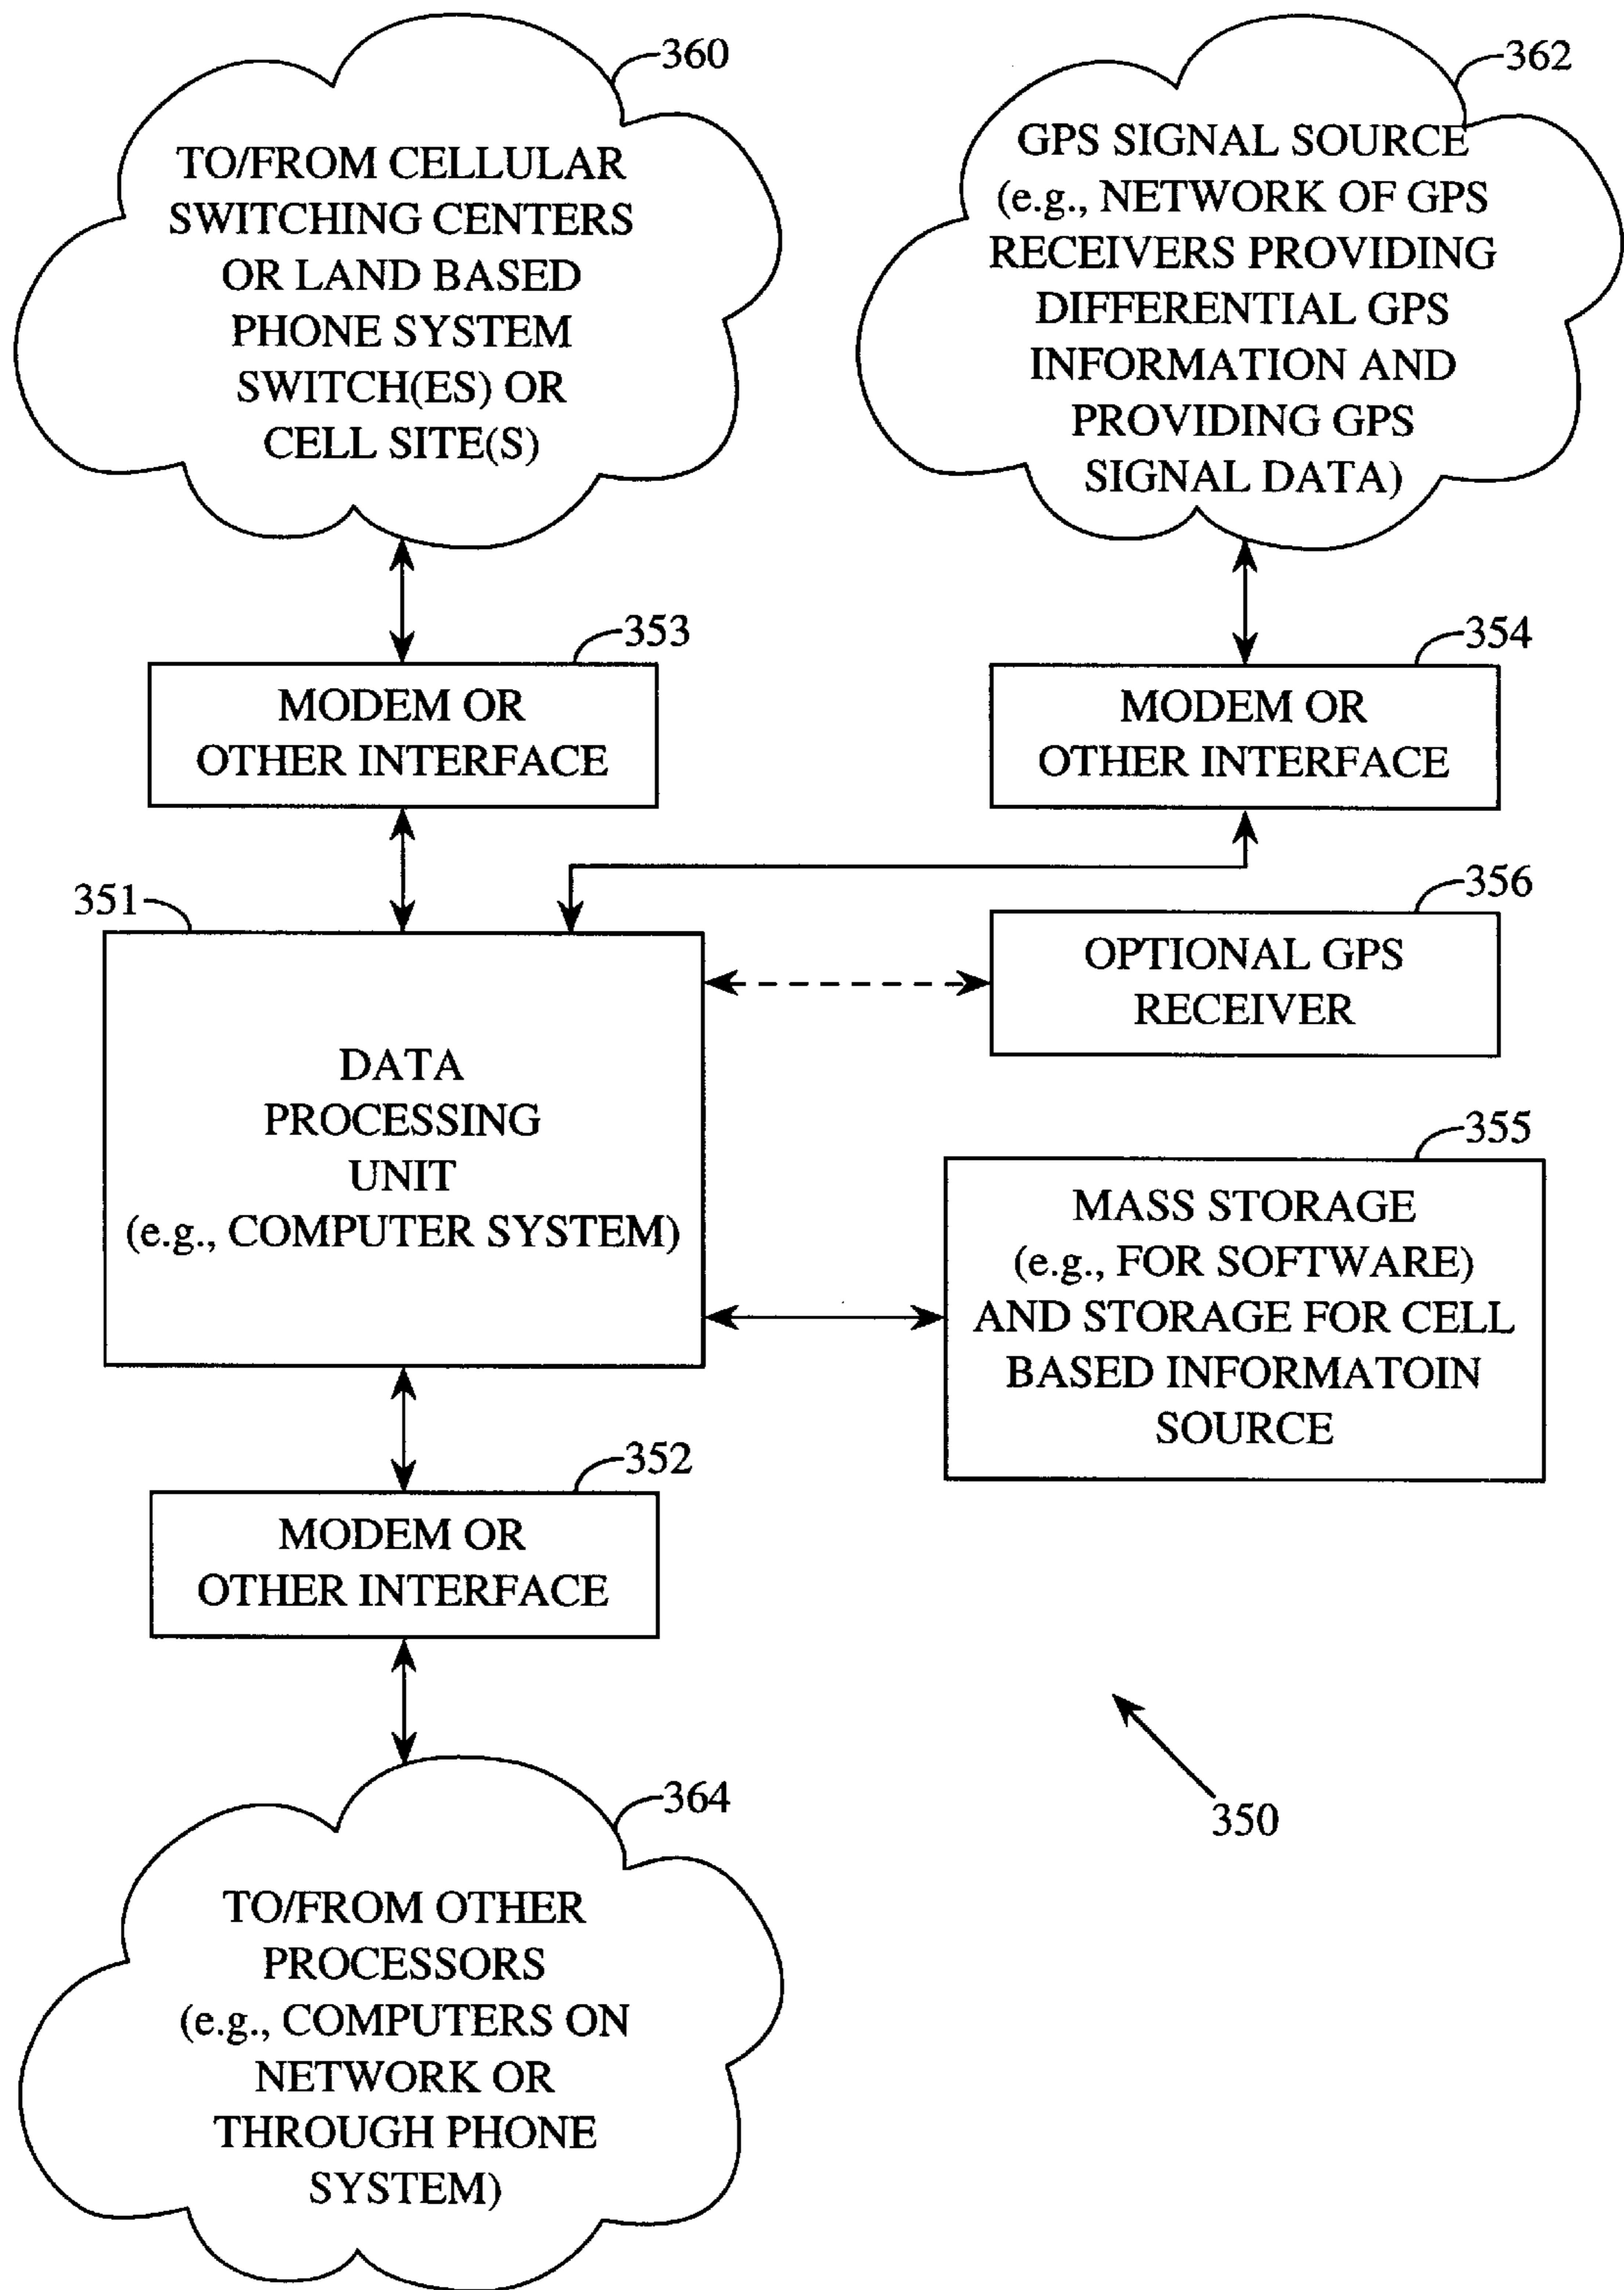 360
TO/FROM CELLULAR
SWITCHING CENTERS
OR LAND BASED
PHONE SYSTEM
SWITCH(ES) OR
CELL SITE(S)
362
GPS SIGNAL SOURCE
(e.g., NETWORK OF GPS
RECEIVERS PROVIDING
DIFFERENTIAL GPS
INFORMATION AND
PROVIDING GPS
SIGNAL DATA)
353
MODEM OR
OTHER INTERFACE
354
MODEM OR
OTHER INTERFACE
351
DATA
PROCESSING
UNIT
(e.g., COMPUTER SYSTEM)
356
OPTIONAL GPS
RECEIVER
355
MASS STORAGE
(e.g., FOR SOFTWARE)
AND STORAGE FOR CELL
BASED INFORMATOIN
SOURCE
352
MODEM OR
OTHER INTERFACE
350
364
TO/FROM OTHER
PROCESSORS
(e.g., COMPUTERS ON
NETWORK OR
THROUGH PHONE
SYSTEM)